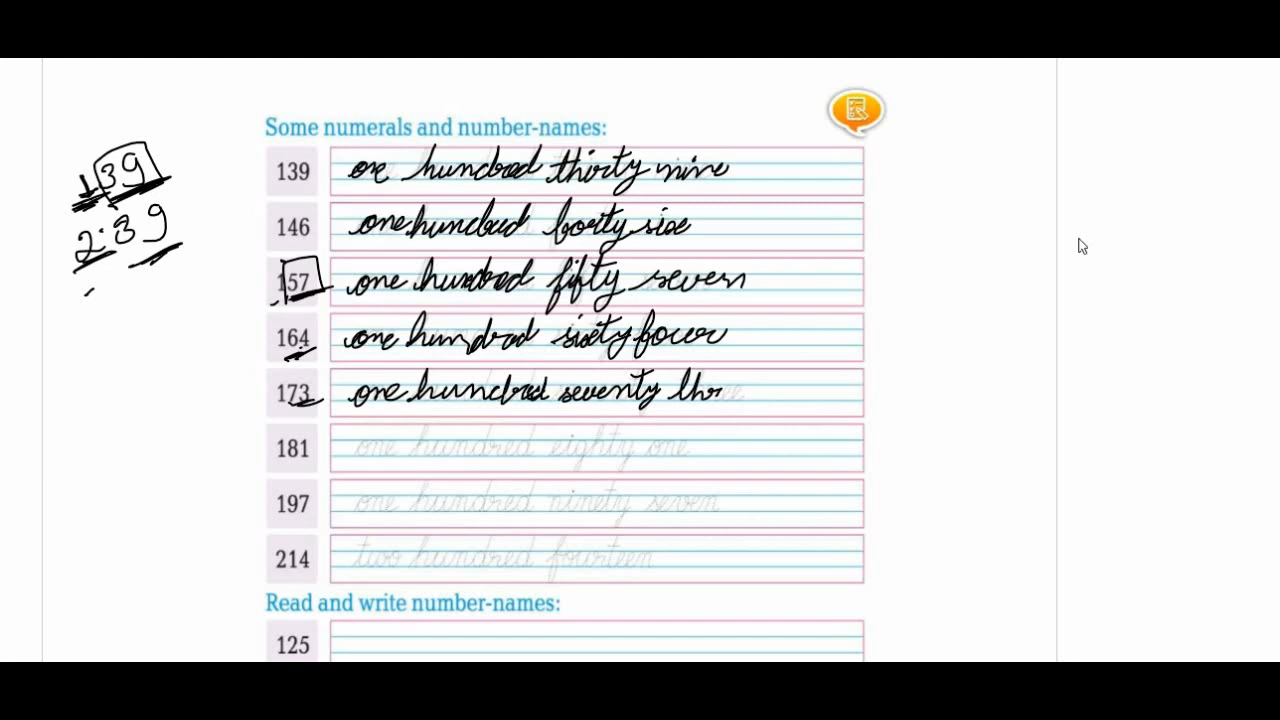 Some numerals and number-names:
139 one hundred thirty nine
139
146 one hundred forty six
2 39
157 one hundred fifty seven
164 one hundred sixty four
173 one hundred seventy three
181 one hundred eighty one
197 one hundred ninety seven
214 two hundred fourteen
Read and write number-names:
125